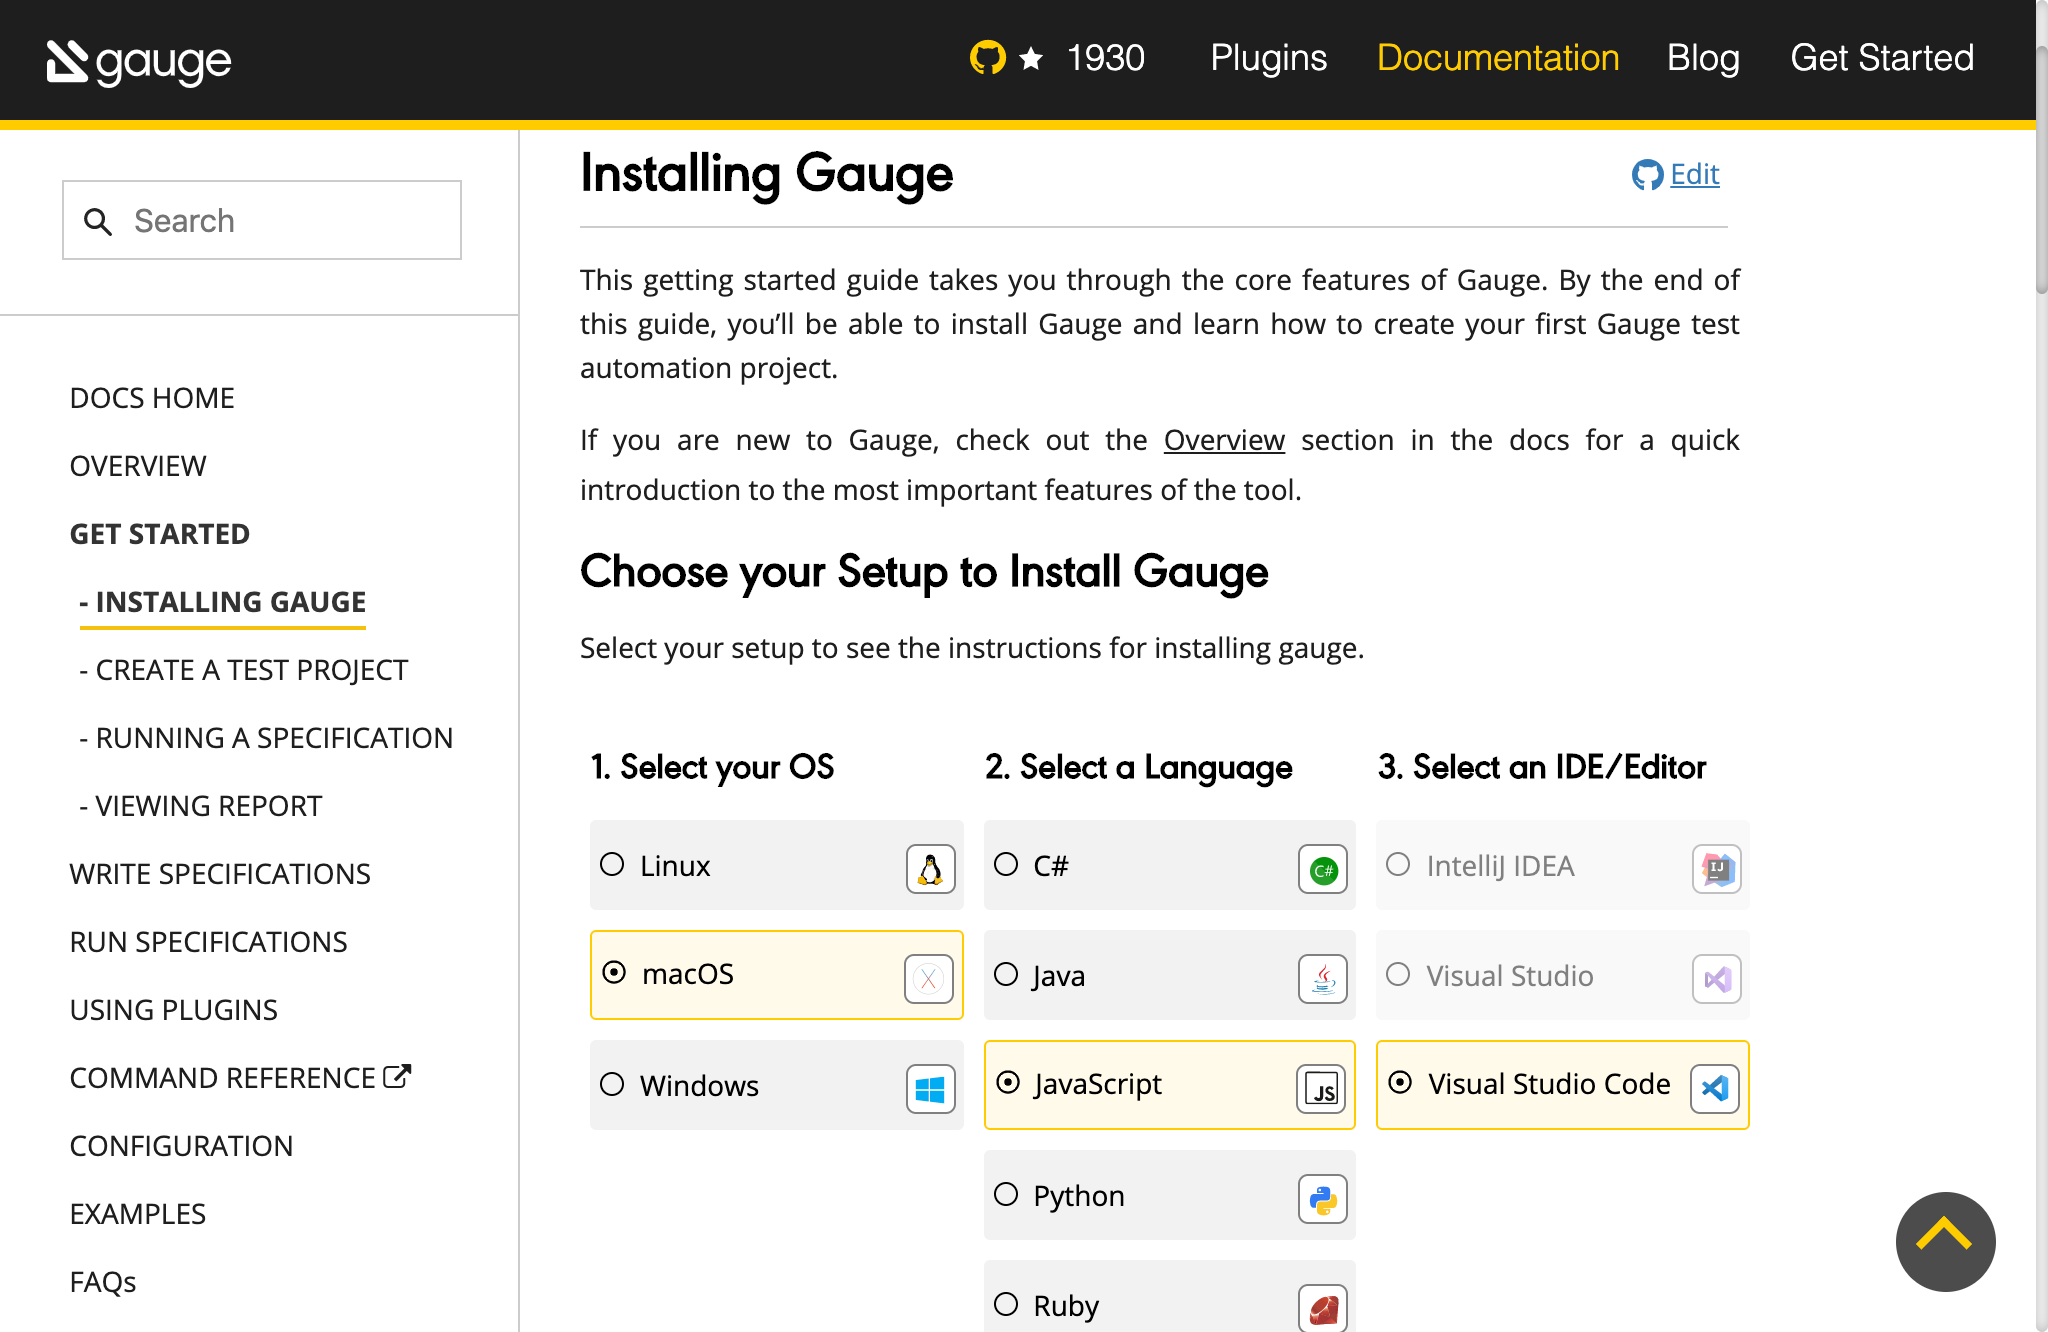 gauge
1930
Plugins
Documentation
Blog
Get Started
Search
DOCS HOME
OVERVIEW
GET STARTED
- INSTALLING GAUGE
- CREATE A TEST PROJECT
- RUNNING A SPECIFICATION
- VIEWING REPORT
WRITE SPECIFICATIONS
RUN SPECIFICATIONS
USING PLUGINS
COMMAND REFERENCE
CONFIGURATION
EXAMPLES
FAQs
Installing Gauge
Edit
This getting started guide takes you through the core features of Gauge. By the end of
this guide, you’ll be able to install Gauge and learn how to create your first Gauge test
automation project.
If you are new to Gauge, check out the Overview section in the docs for a quick
introduction to the most important features of the tool.
Choose your Setup to Install Gauge
Select your setup to see the instructions for installing gauge.
1. Select your OS
Linux
macOS
X
Windows
2. Select a Language
C#
C#
Java
JavaScript
JS
Python
Ruby
3. Select an IDE/Editor
IntelliJ IDEA
IJ
Visual Studio
Visual Studio Code